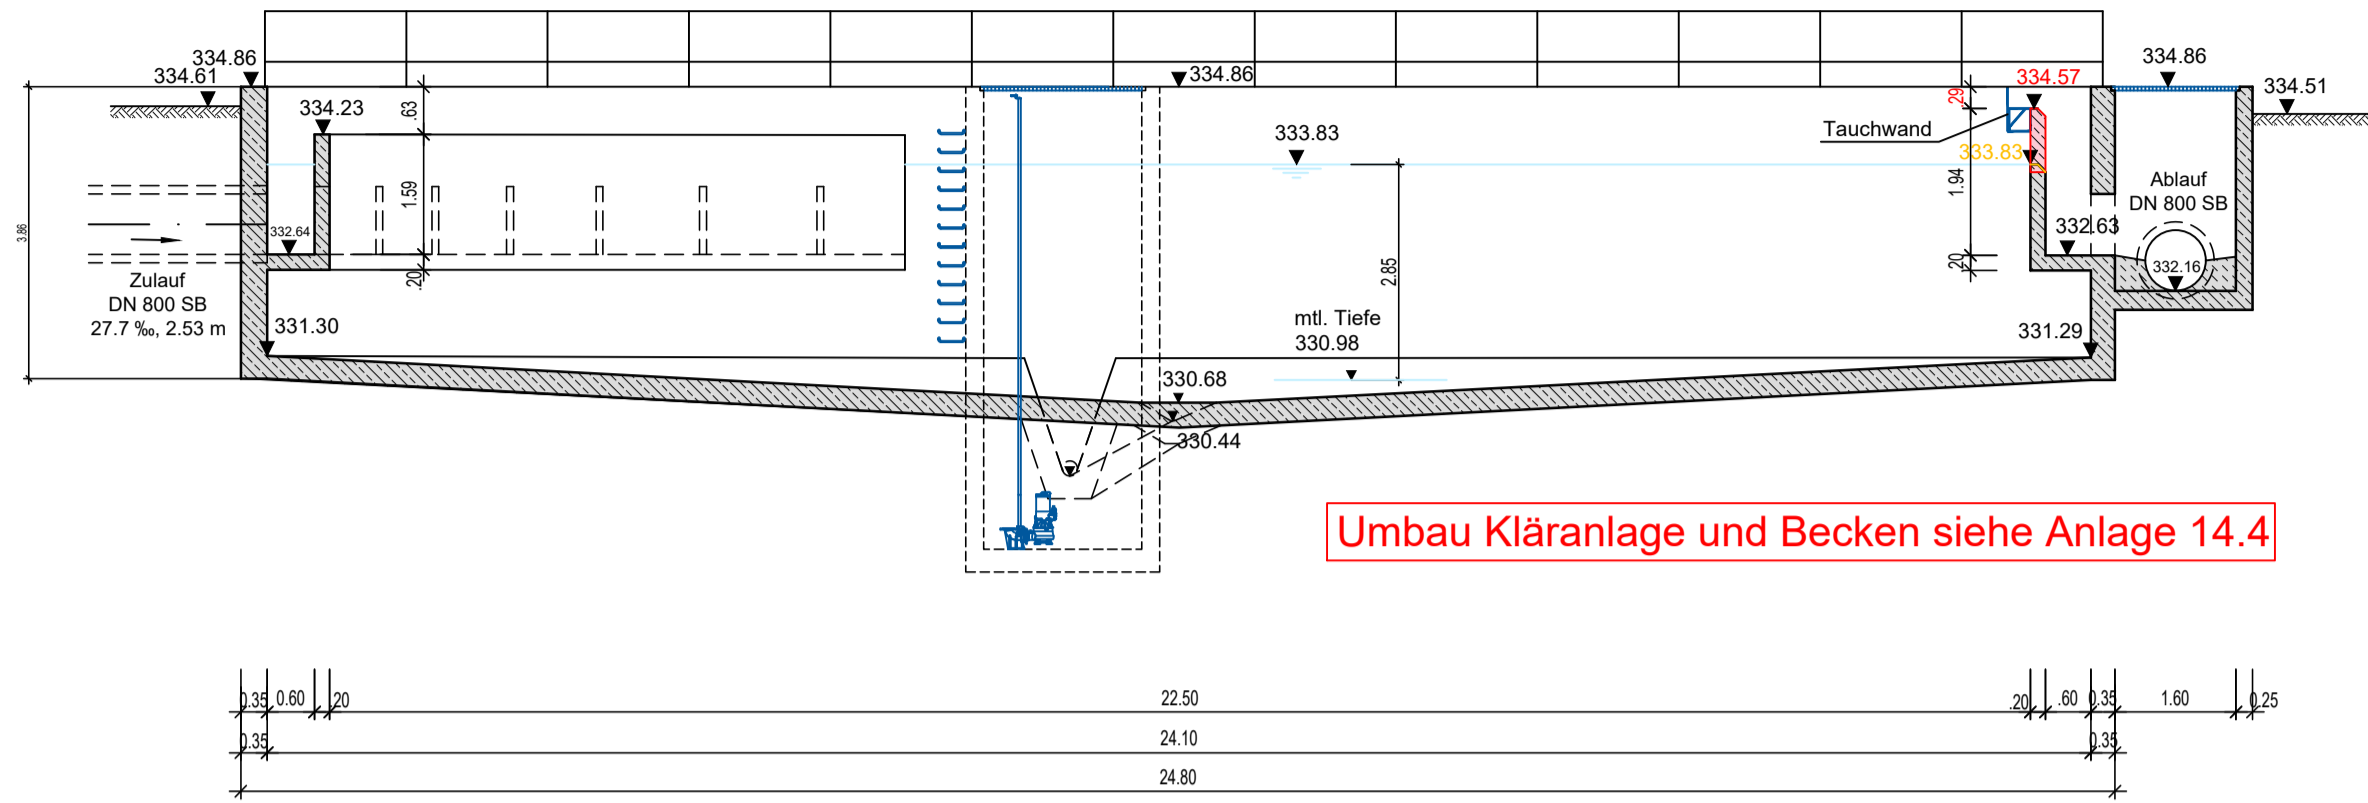 334.86
334.61
334.23
.63
334.86
333.83
334.57
.29
334.86
334.51
Tauchwand
333.83
1.59
1.94
3.86
332.64
.20
Zulauf
DN 800 SB
27.7 ‰, 2.53 m
331.30
2.85
mtl. Tiefe
330.98
332.63
.20
Ablauf
DN 800 SB
332.16
331.29
330.68
330.44
Umbau Kläranlage und Becken siehe Anlage 14.4
0.35 0.60 .20 22.50 .20 .60 0.35 1.60 0.25
0.35 24.10 0.35
24.80